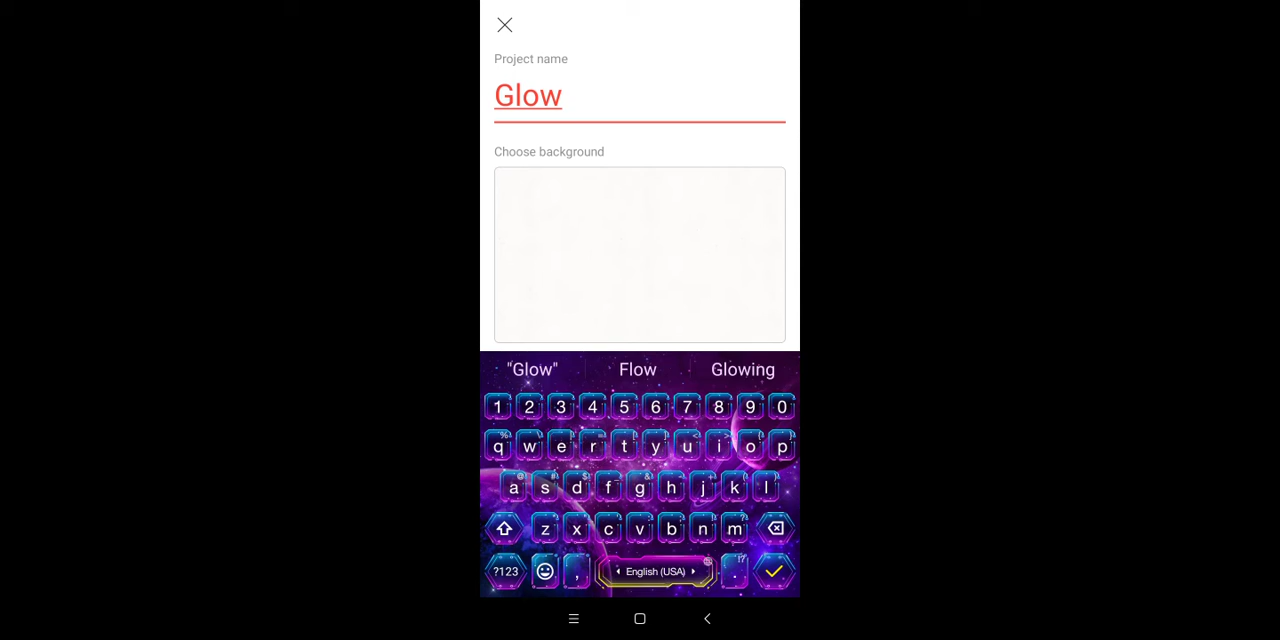 Project name
Glow
Choose background
"Glow" Flow Glowing
1 2 3 4 5 6 7 8 9 0
q w e r t y u i o p
a s d f g h j k l
z x c v b n m
?123 , English (USA) . !?